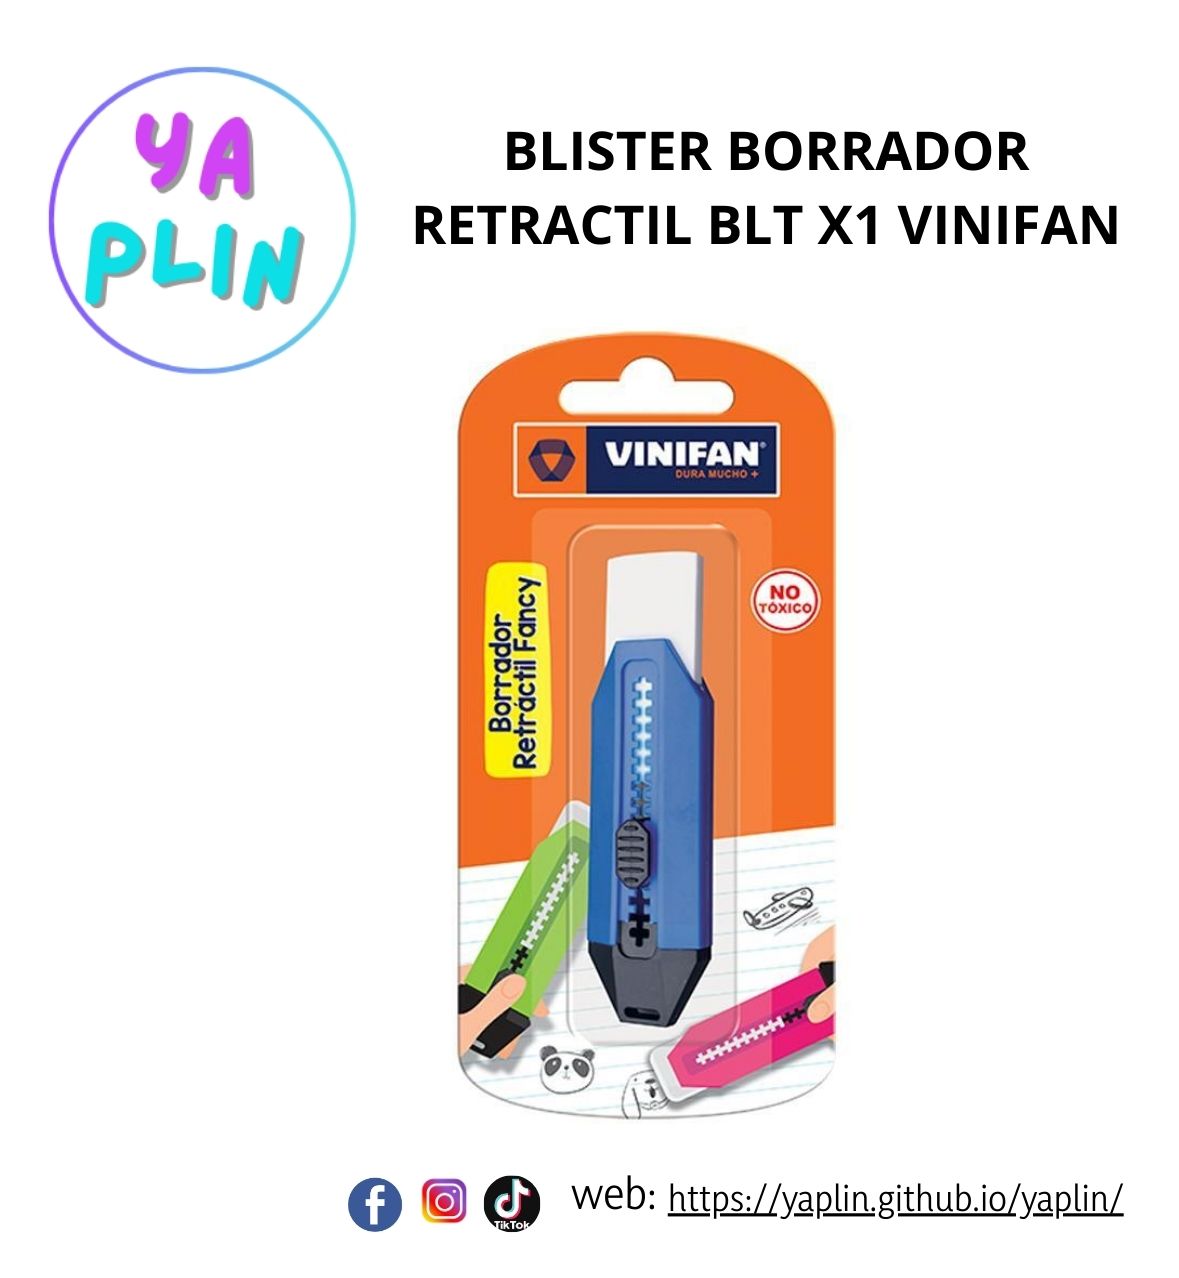 YA
PLIN
BLISTER BORRADOR
RETRACTIL BLT X1 VINIFAN
VINIFAN®
DURA MUCHO +
Borrador
Retráctil Fancy
NO
TÓXICO
TikTok
web: https://yaplin.github.io/yaplin/